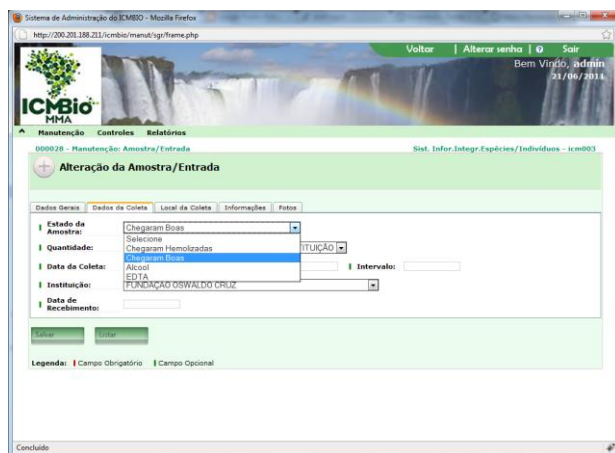 Sistema de Administração do ICMBIO - Mozilla Firefox
http://200.201.188.211/icmbio/menut/sgr/frame.php
Voltar | Alterar senha | Sair
Bem Vindo, admin
21/06/2011
ICMBio
MMA
Manutenção Controles Relatórios
000028 - Manutenção: Amostra/Entrada Sist. Infor.Integr.Espécies/Indivíduos - icm003
Alteração da Amostra/Entrada
Dados Gerais Dados da Coleta Local da Coleta Informações Fotos
Estado da Amostra: Chegaram Boas
Selecione
Chegaram Hemolizadas
Quantidade: TITUIÇÃO
Chegaram Boas
Data da Coleta: Alcool Intervalo:
EDTA
Instituição: FUNDAÇÃO OSWALDO CRUZ
Data de Recebimento:
Salvar Listar
Legenda: Campo Obrigatório Campo Opcional
Concluído